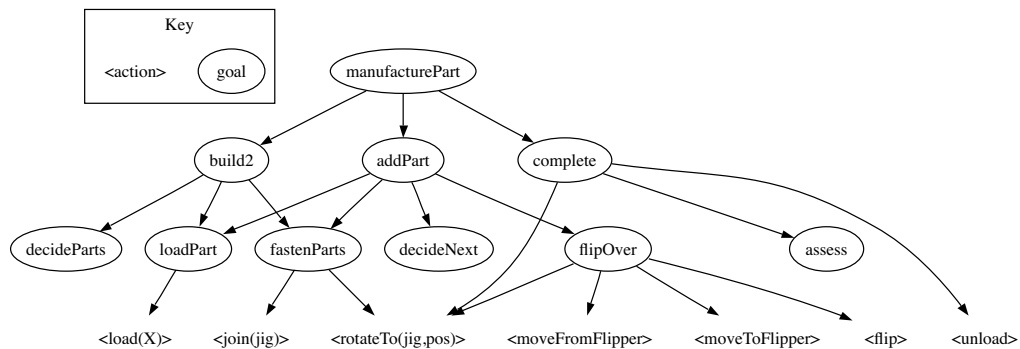 Key
<action>
goal
manufacturePart
build2
addPart
complete
decideParts
loadPart
fastenParts
decideNext
flipOver
assess
<load(X)>
<join(jig)>
<rotateTo(jig,pos)>
<moveFromFlipper>
<moveToFlipper>
<flip>
<unload>